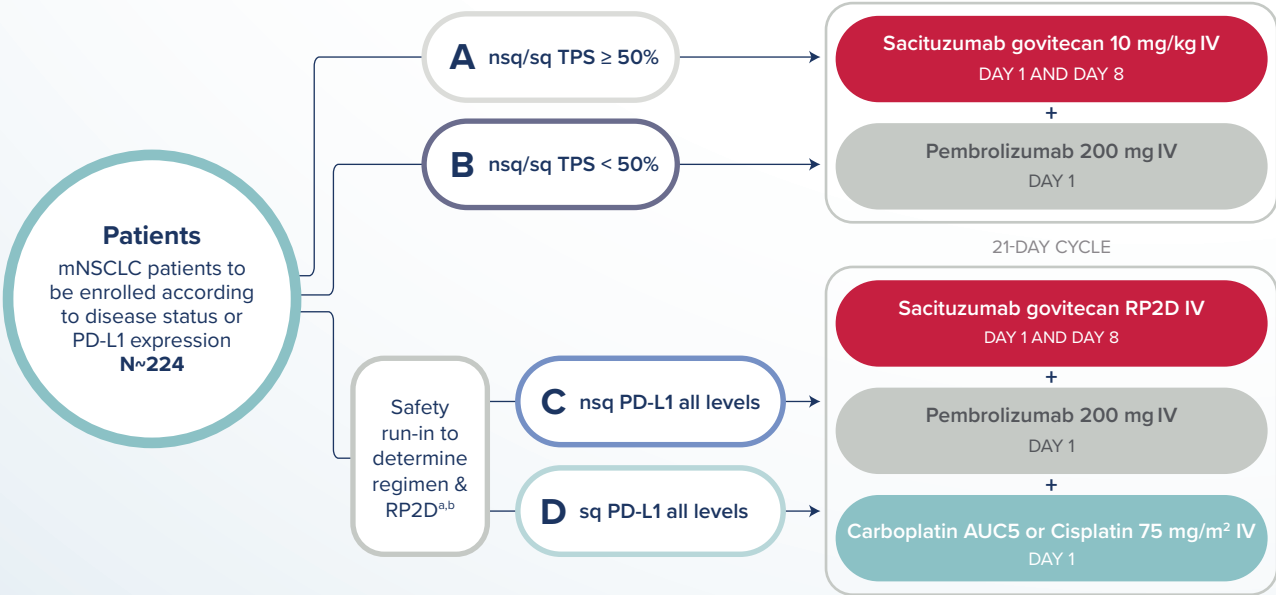 Patients
mNSCLC patients to
be enrolled according
to disease status or
PD-L1 expression
N~224
A nsq/sq TPS ≥ 50%
B nsq/sq TPS < 50%
Sacituzumab govitecan 10 mg/kg IV
DAY 1 AND DAY 8
+
Pembrolizumab 200 mg IV
DAY 1
21-DAY CYCLE
Safety
run-in to
determine
regimen &
RP2Dᵃ,ᵇ
C nsq PD-L1 all levels
D sq PD-L1 all levels
Sacituzumab govitecan RP2D IV
DAY 1 AND DAY 8
+
Pembrolizumab 200 mg IV
DAY 1
+
Carboplatin AUC5 or Cisplatin 75 mg/m² IV
DAY 1